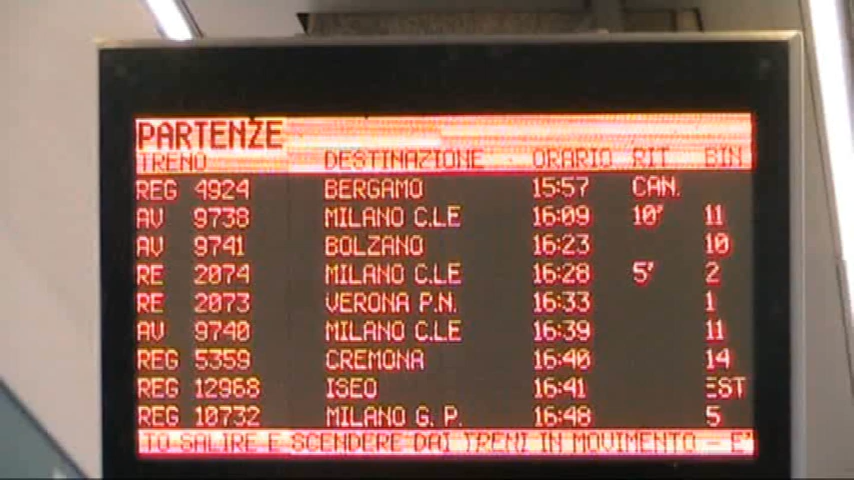 PARTENZE
TRENO DESTINAZIONE ORARIO RIT BIN
REG 4924 BERGAMO 15:57 CAN.
AV 9738 MILANO C.LE 16:09 10' 11
AV 9741 BOLZANO 16:23 10
RE 2074 MILANO C.LE 16:28 5' 2
RE 2073 VERONA P.N. 16:33 1
AV 9740 MILANO C.LE 16:39 11
REG 5359 CREMONA 16:40 14
REG 12968 ISEO 16:41 EST
REG 10732 MILANO G. P. 16:48 5
TO SALIRE E SCENDERE DAI TRENI IN MOVIMENTO - E'